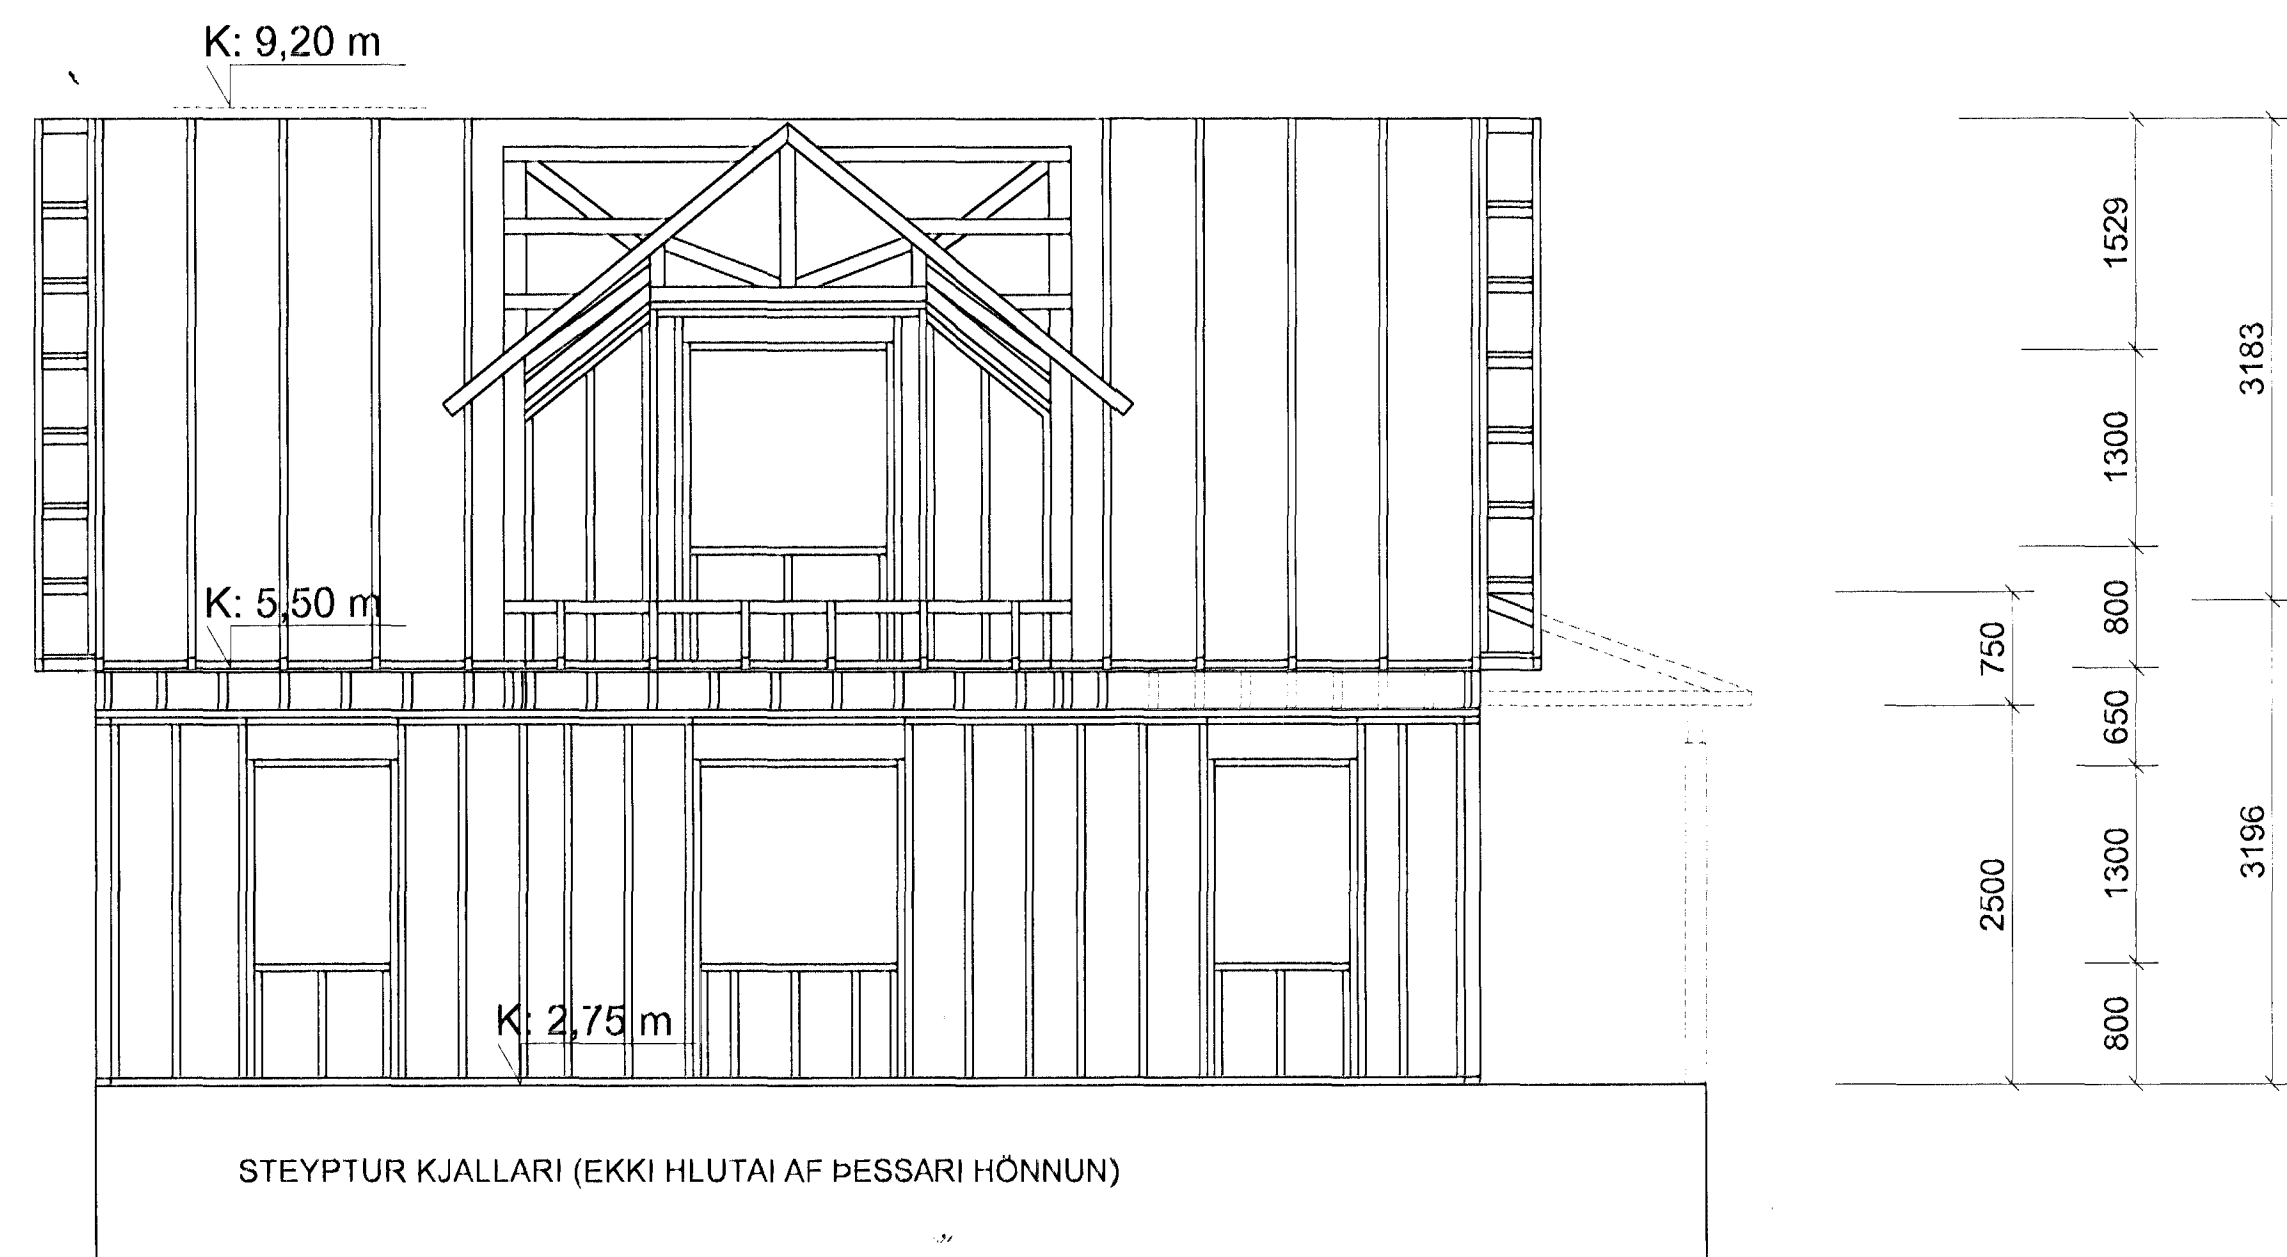 K: 9,20 m
1529
3183
1300
K: 5,50 m
800
750
650
1300
3196
2500
K: 2,75 m
800
STEYPTUR KJALLARI (EKKI HLUTAI AF ÞESSARI HÖNNUN)